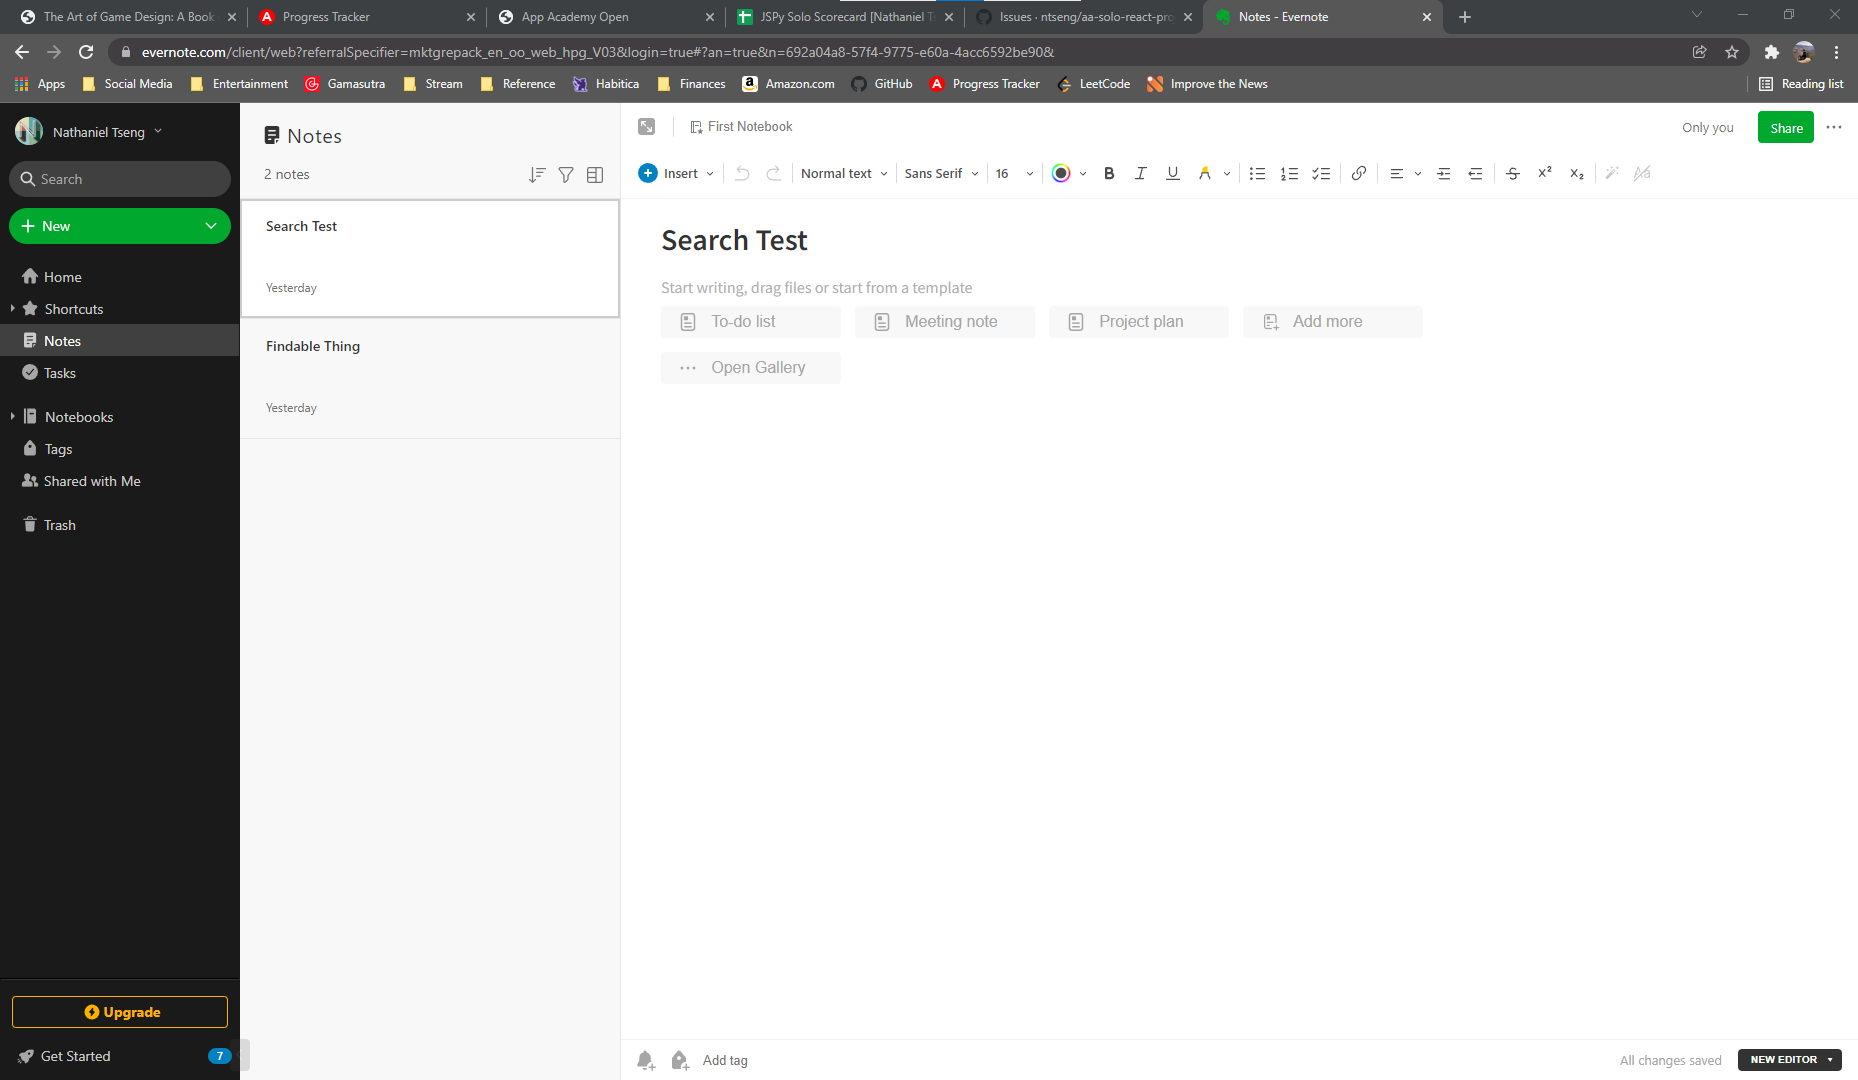 The Art of Game Design: A Book
Progress Tracker
App Academy Open
JSPy Solo Scorecard [Nathaniel Ts
Issues · ntseng/aa-solo-react-pro
Notes - Evernote
evernote.com/client/web?referralSpecifier=mktgrepack_en_oo_web_hpg_V03&login=true#?an=true&n=692a04a8-57f4-9775-e60a-4acc6592be90&
Apps
Social Media
Entertainment
Gamasutra
Stream
Reference
Habitica
Finances
Amazon.com
GitHub
Progress Tracker
LeetCode
Improve the News
Reading list
Nathaniel Tseng
Search
New
Home
Shortcuts
Notes
Tasks
Notebooks
Tags
Shared with Me
Trash
Upgrade
Get Started
7
Notes
2 notes
Search Test
Yesterday
Findable Thing
Yesterday
First Notebook
Only you
Share
Insert
Normal text
Sans Serif
16
B I U A
Search Test
Start writing, drag files or start from a template
To-do list
Meeting note
Project plan
Add more
Open Gallery
Add tag
All changes saved
NEW EDITOR